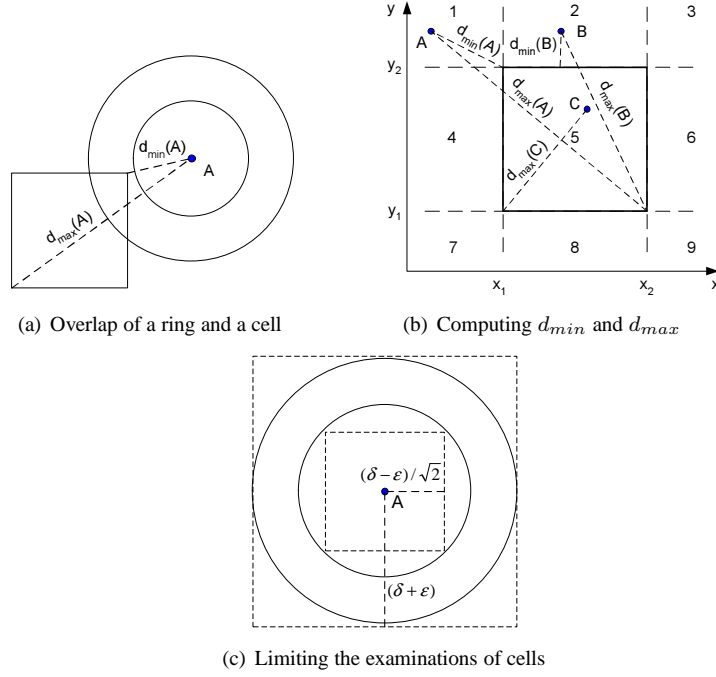 d_min(A)
A
d_max(A)
(a) Overlap of a ring and a cell
y
1
2
3
A
B
d_min(A)
d_min(B)
y_2
d_max(A)
d_max(B)
C
4
5
6
d_max(C)
y_1
7
8
9
x_1
x_2
x
(b) Computing d_min and d_max
(δ−ε)/√2
A
(δ+ε)
(c) Limiting the examinations of cells